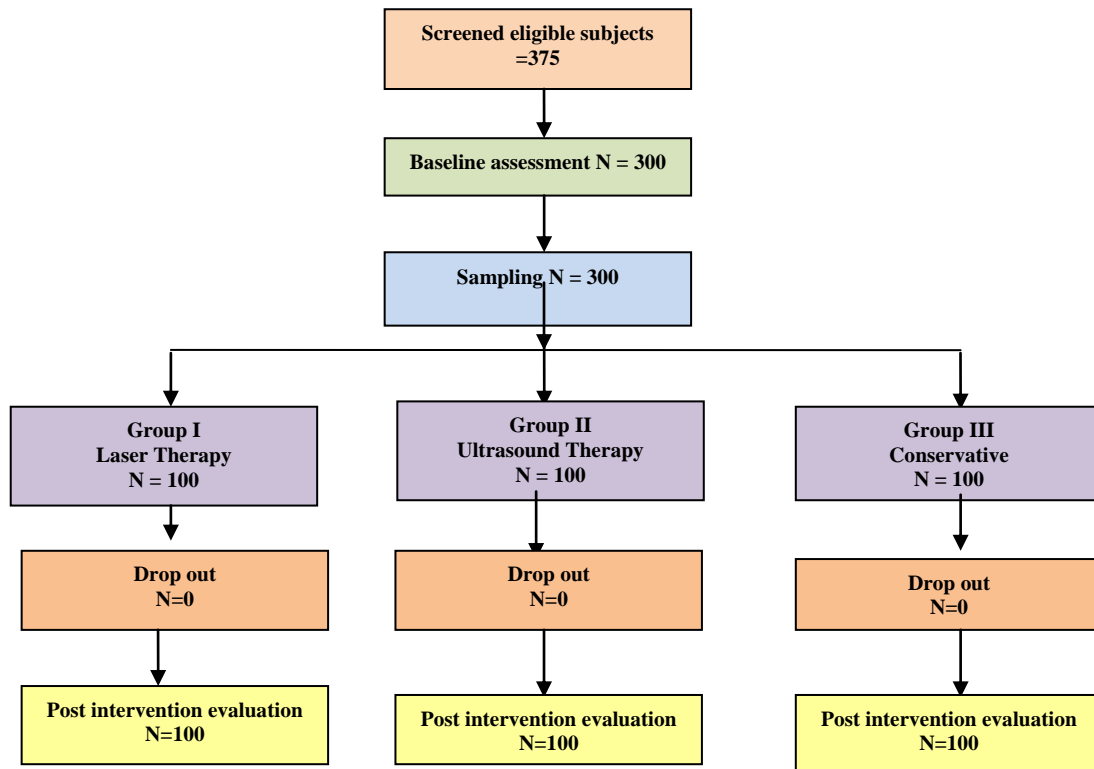 Screened eligible subjects
=375
Baseline assessment N = 300
Sampling N = 300
Group I
Laser Therapy
N = 100
Group II
Ultrasound Therapy
N = 100
Group III
Conservative
N = 100
Drop out
N=0
Drop out
N=0
Drop out
N=0
Post intervention evaluation
N=100
Post intervention evaluation
N=100
Post intervention evaluation
N=100